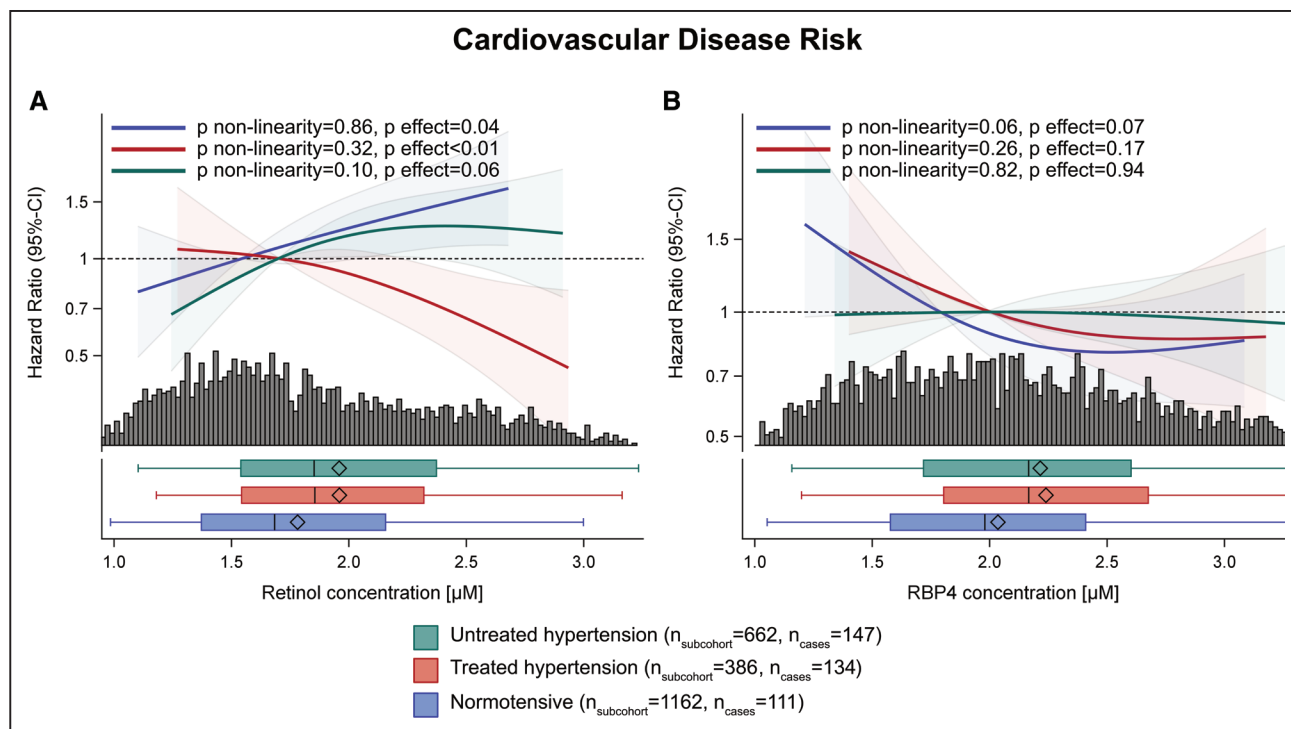 Cardiovascular Disease Risk
A
p non-linearity=0.86, p effect=0.04
p non-linearity=0.32, p effect<0.01
p non-linearity=0.10, p effect=0.06
Hazard Ratio (95%-CI)
1.5
1
0.7
0.5
1.0 1.5 2.0 2.5 3.0
Retinol concentration [µM]
B
p non-linearity=0.06, p effect=0.07
p non-linearity=0.26, p effect=0.17
p non-linearity=0.82, p effect=0.94
Hazard Ratio (95%-CI)
1.5
1
0.7
0.5
1.0 1.5 2.0 2.5 3.0
RBP4 concentration [µM]
Untreated hypertension (nsubcohort=662, ncases=147)
Treated hypertension (nsubcohort=386, ncases=134)
Normotensive (nsubcohort=1162, ncases=111)